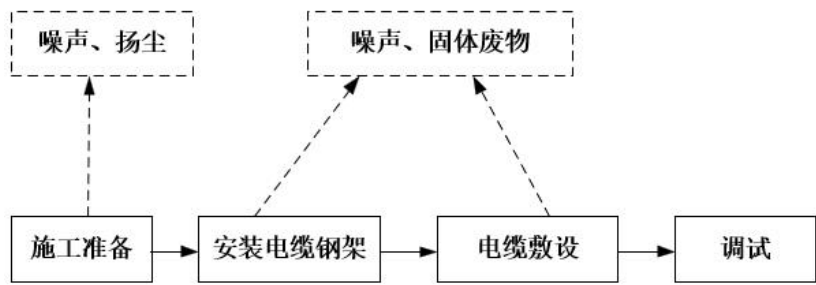 噪声、扬尘
噪声、固体废物
施工准备
安装电缆钢架
电缆敷设
调试